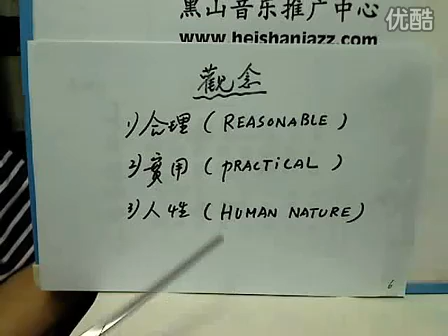 黑山音乐推广中心
优酷
www.heishanjazz.com
觀念
1) 合理 (REASONABLE)
2) 實用 (PRACTICAL)
3) 人性 (HUMAN NATURE)
6